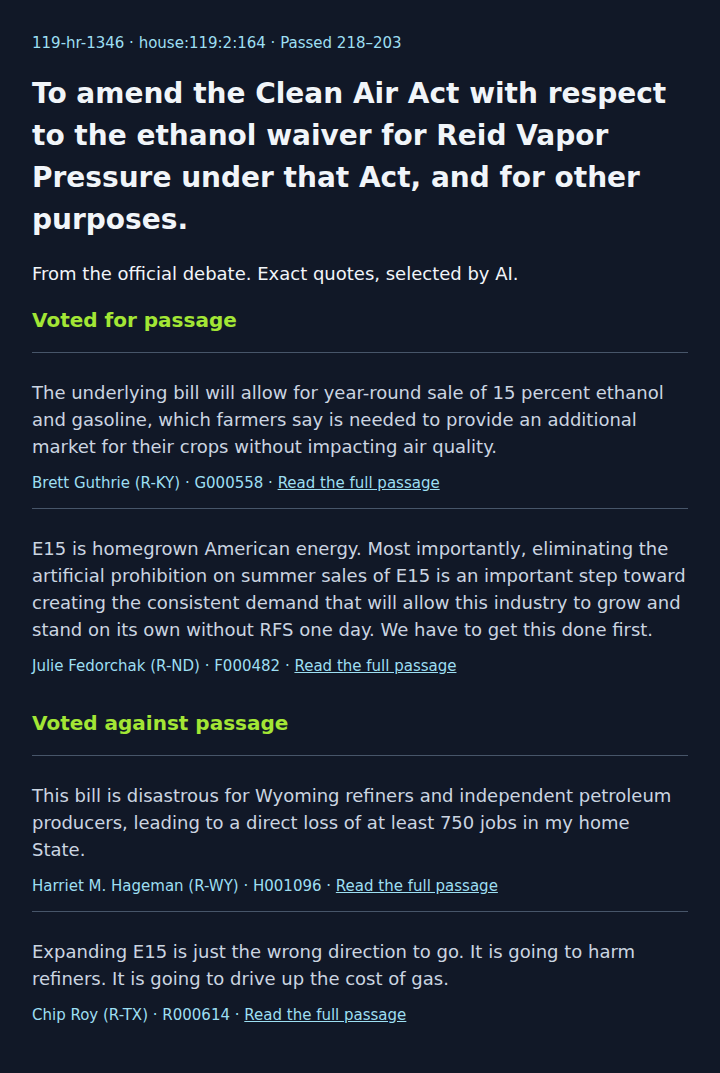 119-hr-1346 · house:119:2:164 · Passed 218–203
To amend the Clean Air Act with respect
to the ethanol waiver for Reid Vapor
Pressure under that Act, and for other
purposes.
From the official debate. Exact quotes, selected by AI.
Voted for passage
The underlying bill will allow for year-round sale of 15 percent ethanol
and gasoline, which farmers say is needed to provide an additional
market for their crops without impacting air quality.
Brett Guthrie (R-KY) · G000558 · Read the full passage
E15 is homegrown American energy. Most importantly, eliminating the
artificial prohibition on summer sales of E15 is an important step toward
creating the consistent demand that will allow this industry to grow and
stand on its own without RFS one day. We have to get this done first.
Julie Fedorchak (R-ND) · F000482 · Read the full passage
Voted against passage
This bill is disastrous for Wyoming refiners and independent petroleum
producers, leading to a direct loss of at least 750 jobs in my home
State.
Harriet M. Hageman (R-WY) · H001096 · Read the full passage
Expanding E15 is just the wrong direction to go. It is going to harm
refiners. It is going to drive up the cost of gas.
Chip Roy (R-TX) · R000614 · Read the full passage